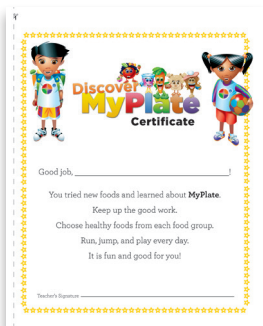 Discover
MyPlate
Certificate
Good job, ____________________!
You tried new foods and learned about MyPlate.
Keep up the good work.
Choose healthy foods from each food group.
Run, jump, and play every day.
It is fun and good for you!
Teacher's Signature ____________________